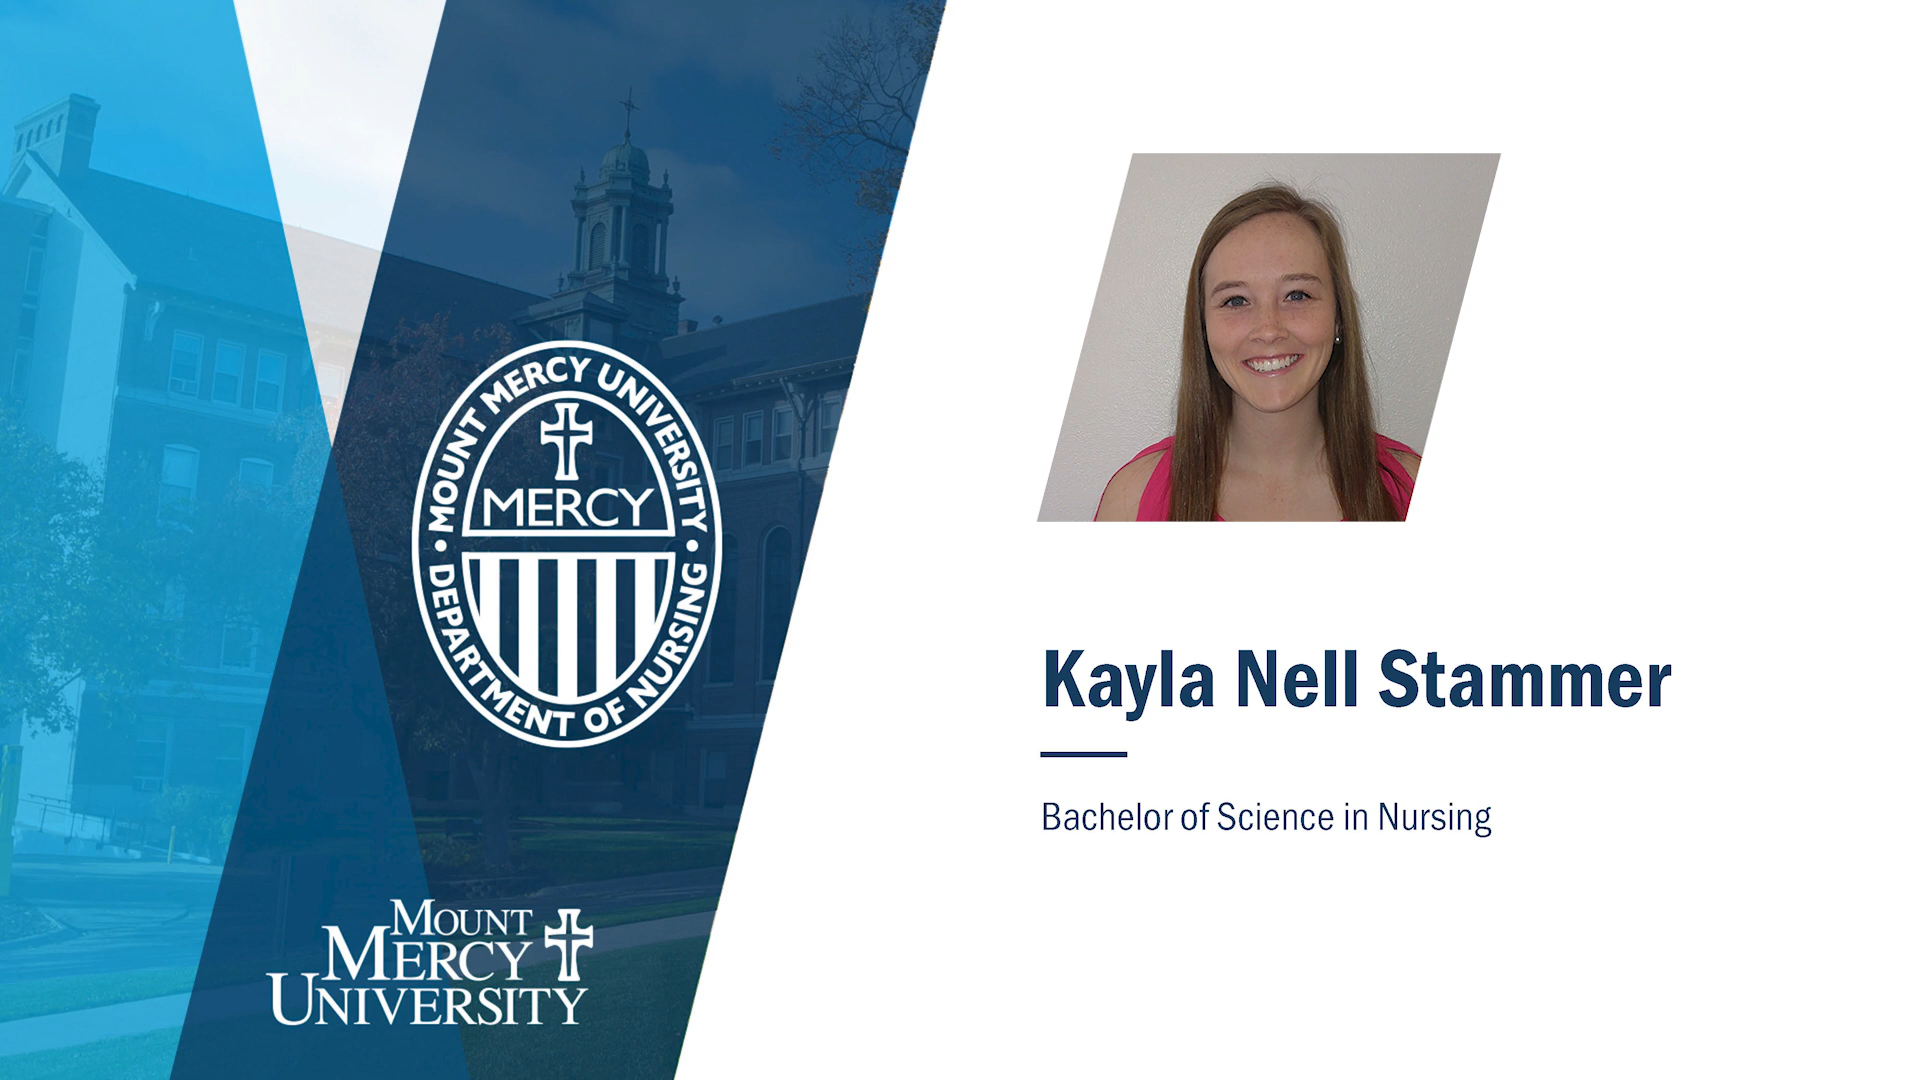 MOUNT MERCY UNIVERSITY
MERCY
DEPARTMENT OF NURSING
MOUNT
MERCY
UNIVERSITY
Kayla Nell Stammer
Bachelor of Science in Nursing